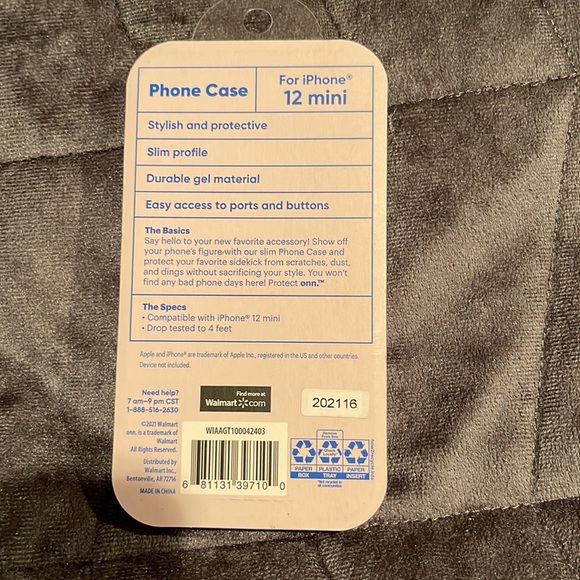 Phone Case
For iPhone®
12 mini
Stylish and protective
Slim profile
Durable gel material
Easy access to ports and buttons
The Basics
Say hello to your new favorite accessory! Show off
your phone's figure-with our slim Phone Case and
protect your favorite sidekick from scratches, dust,
and dings without sacrificing your style. You won't
find any bad phone days here! Protect onn.™
The Specs
• Compatible with iPhone® 12 mini
• Drop tested to 4 feet
Apple and iPhone® are trademark of Apple Inc., registered in the US and other countries.
Device not included.
Need help?
7 am–9 pm CST
1-888-516-2630
Find more at
Walmart.com
202116
©2021 Walmart
onn. is a trademark of
Walmart
All Rights Reserved.
Distributed by
Walmart Inc.,
Bentonville, AR 72716
MADE IN CHINA
WIAAGT100042403
6 81131 39710 0
PAPER
BOX
Check
Locally*
PLASTIC
TRAY
PAPER
INSERT
*Not recycled in
all communities